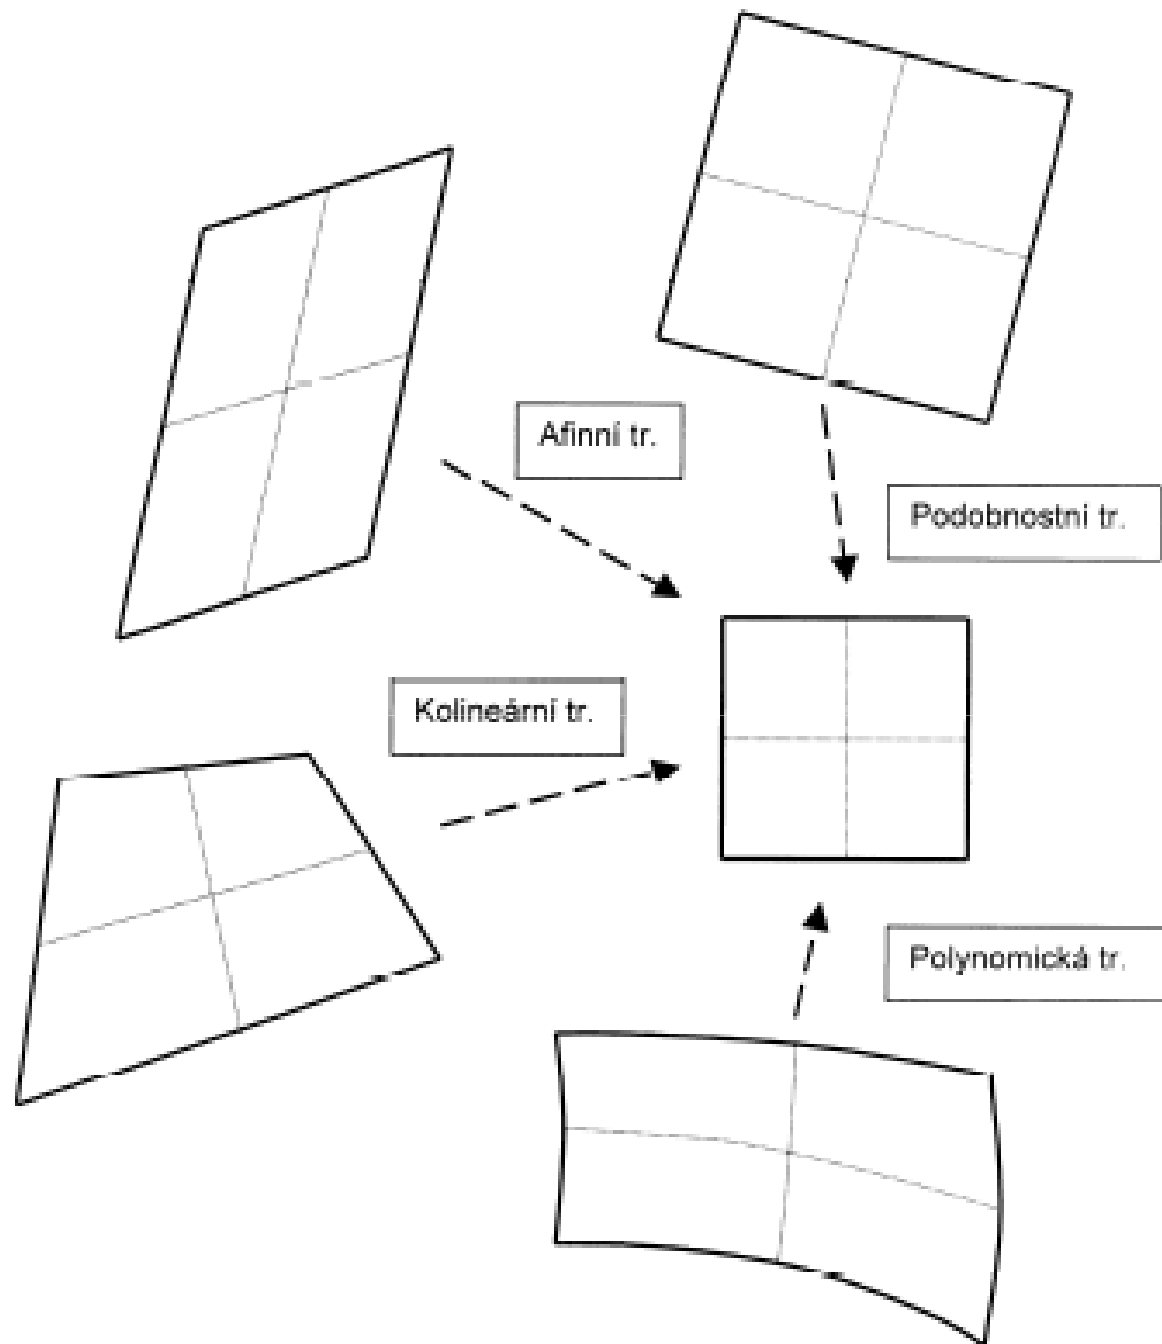 Afinní tr.
Podobnostní tr.
Kolineární tr.
Polynomická tr.